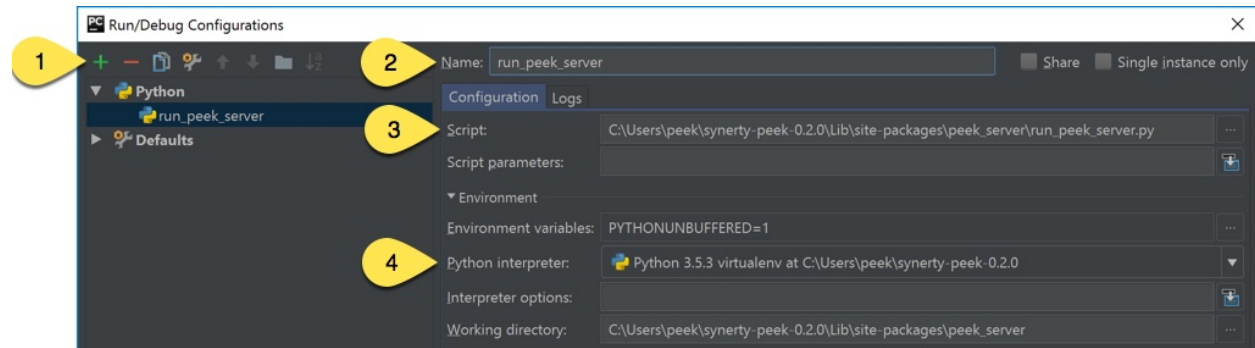 PC Run/Debug Configurations
1
2 Name: run_peek_server Share Single instance only
Python
Configuration Logs
run_peek_server
3 Script: C:\Users\peek\synerty-peek-0.2.0\Lib\site-packages\peek_server\run_peek_server.py
Defaults
Script parameters:
Environment
Environment variables: PYTHONUNBUFFERED=1
4 Python interpreter: Python 3.5.3 virtualenv at C:\Users\peek\synerty-peek-0.2.0
Interpreter options:
Working directory: C:\Users\peek\synerty-peek-0.2.0\Lib\site-packages\peek_server